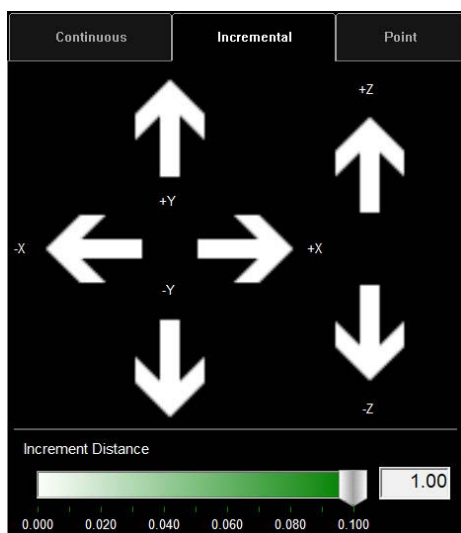 Continuous Incremental Point
+Z
+Y
-X +X
-Y
-Z
Increment Distance
1.00
0.000 0.020 0.040 0.060 0.080 0.100